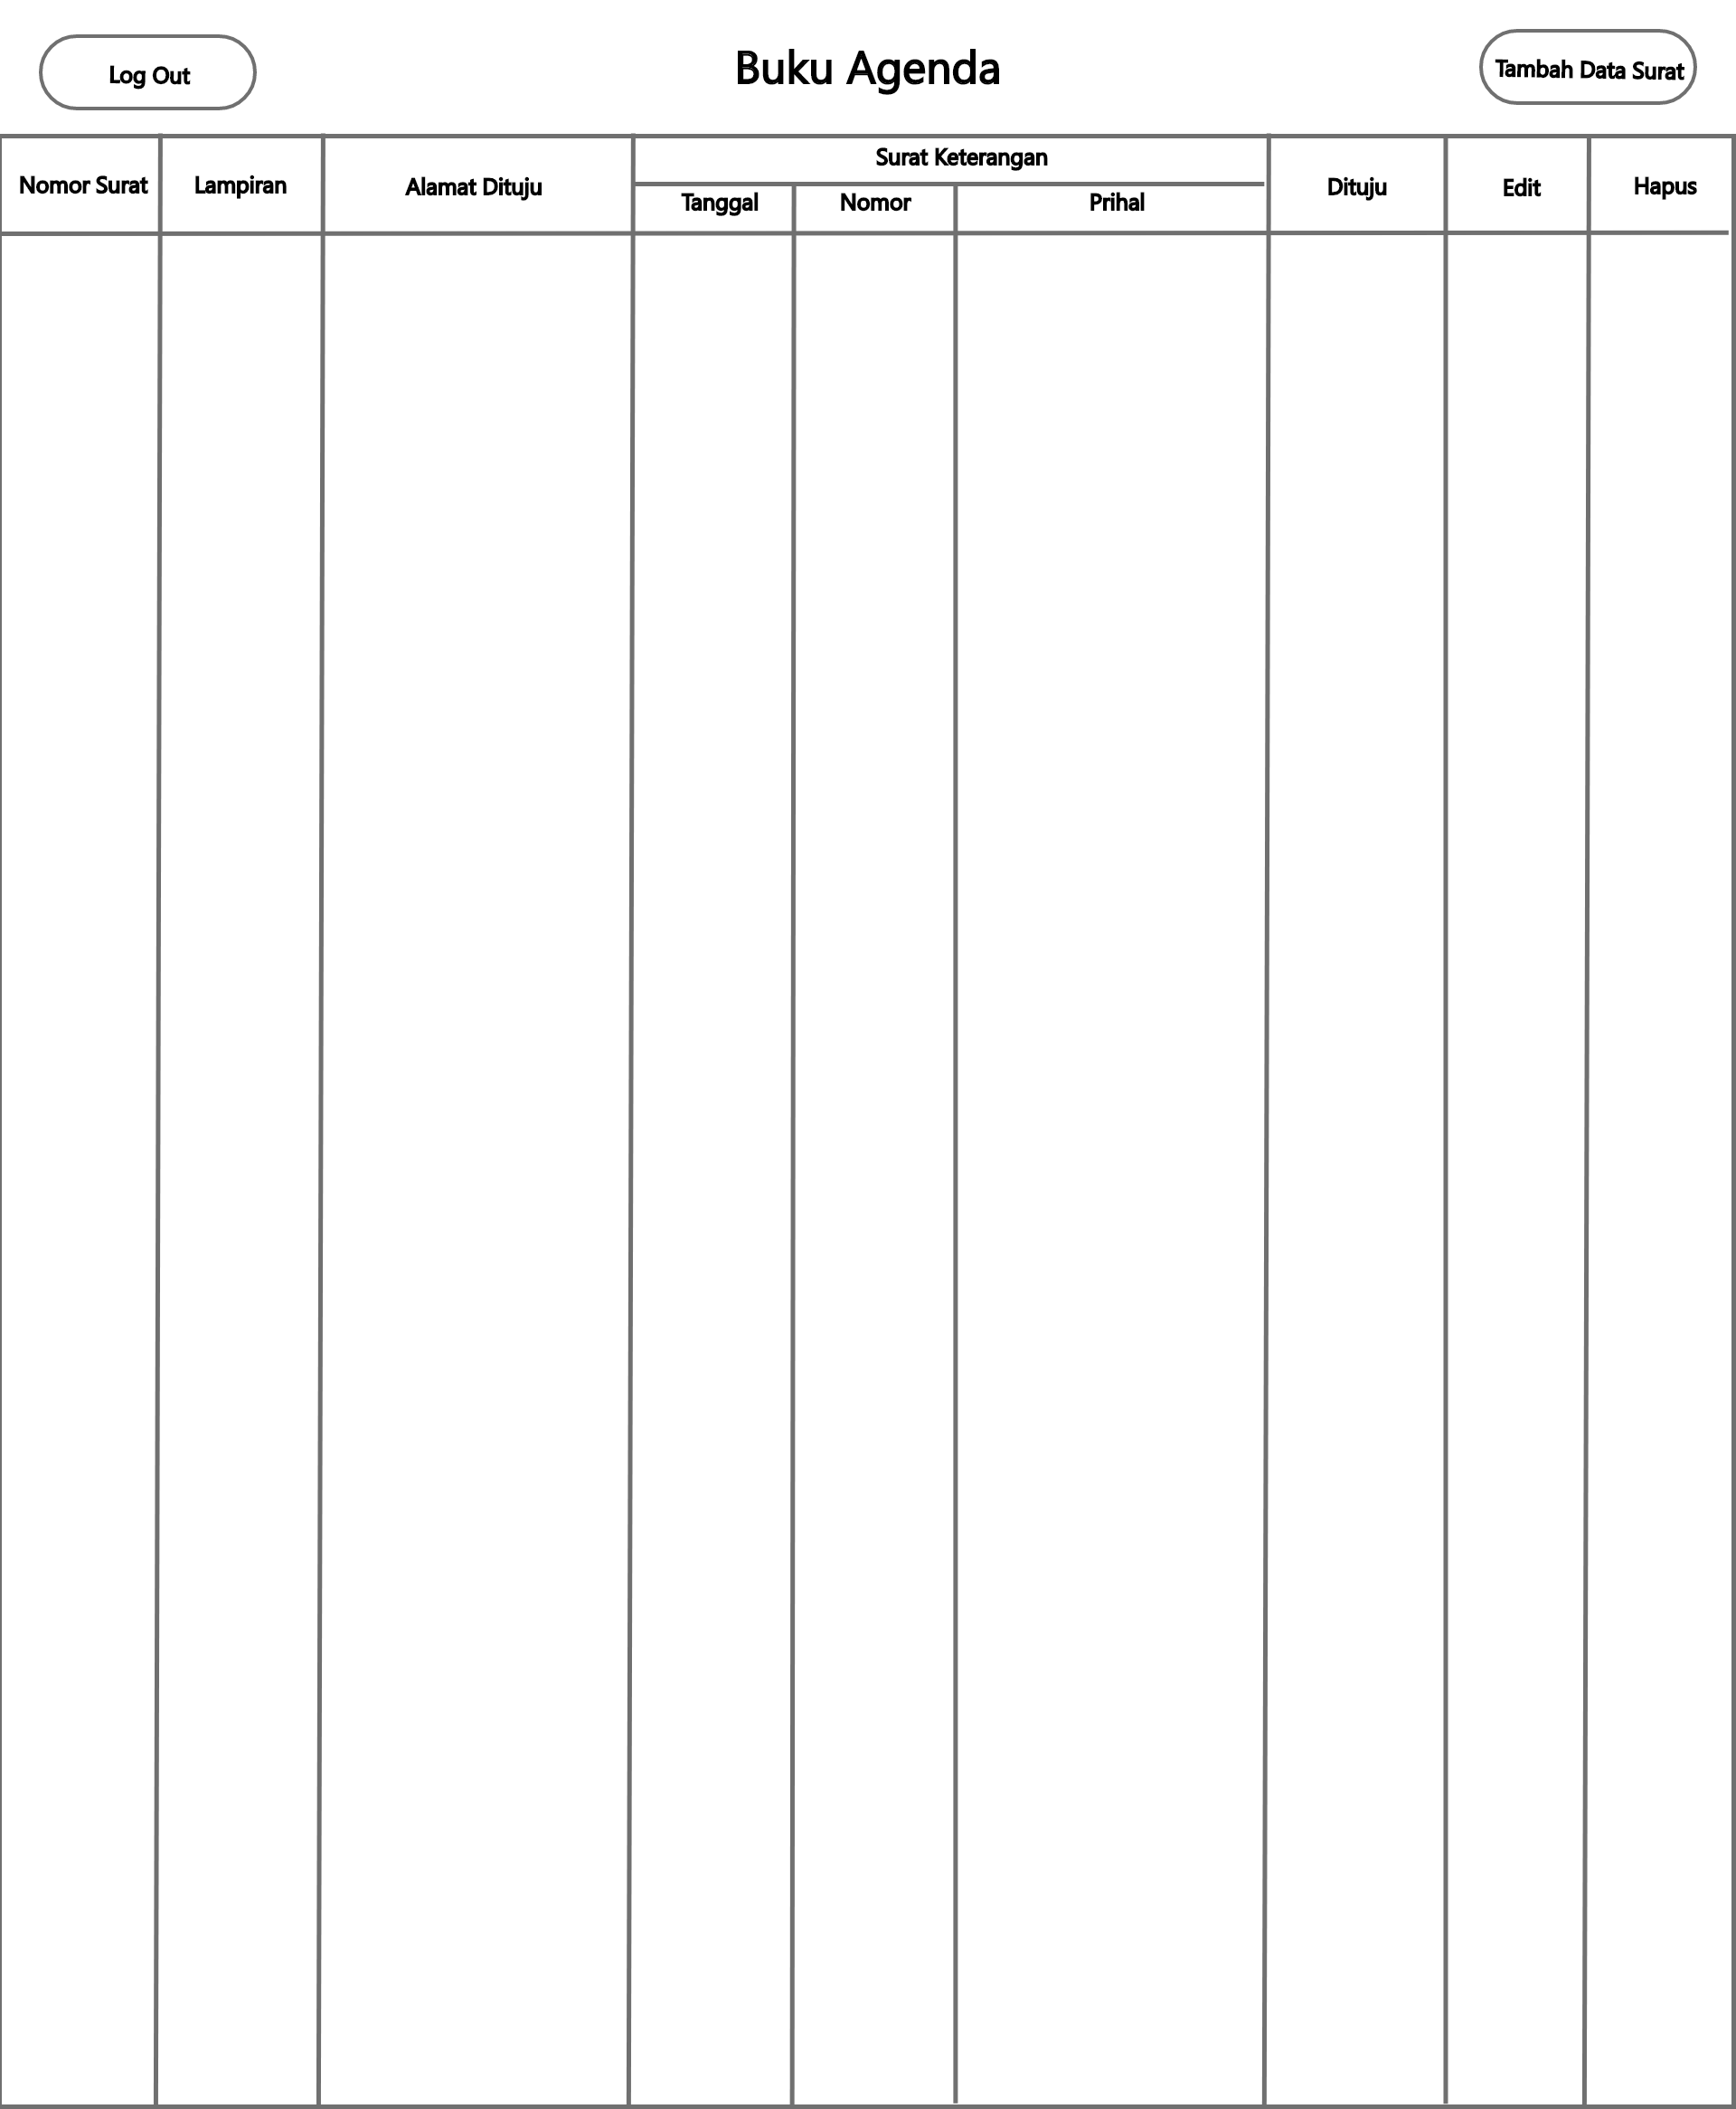 Log Out
Buku Agenda
Tambah Data Surat
Nomor Surat
Lampiran
Alamat Dituju
Surat Keterangan
Tanggal
Nomor
Prihal
Dituju
Edit
Hapus